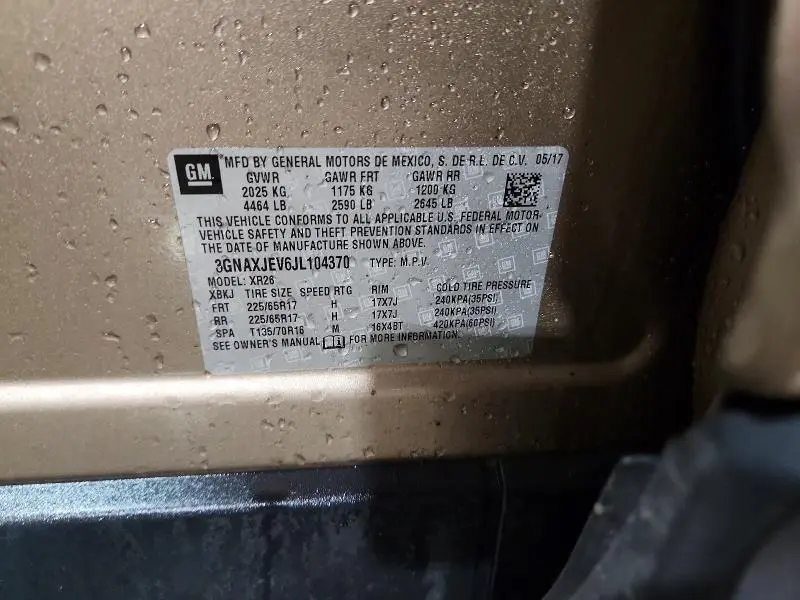 GM MFD BY GENERAL MOTORS DE MEXICO, S. DE R.L. DE C.V. 05/17
GVWR GAWR FRT GAWR RR
2025 KG 1175 KG 1200 KG
4464 LB 2590 LB 2645 LB
THIS VEHICLE CONFORMS TO ALL APPLICABLE U.S. FEDERAL MOTOR
VEHICLE SAFETY AND THEFT PREVENTION STANDARDS IN EFFECT ON
THE DATE OF MANUFACTURE SHOWN ABOVE.
3GNAXJEV6JL104370 TYPE: M.P.V.
MODEL: XR26
XBKJ TIRE SIZE SPEED RTG RIM COLD TIRE PRESSURE
FRT 225/65R17 H 17X7J 240KPA(35PSI)
RR 225/65R17 H 17X7J 240KPA(35PSI)
SPA T135/70R16 M 16X4BT 420KPA(60PSI)
SEE OWNER'S MANUAL FOR MORE INFORMATION.